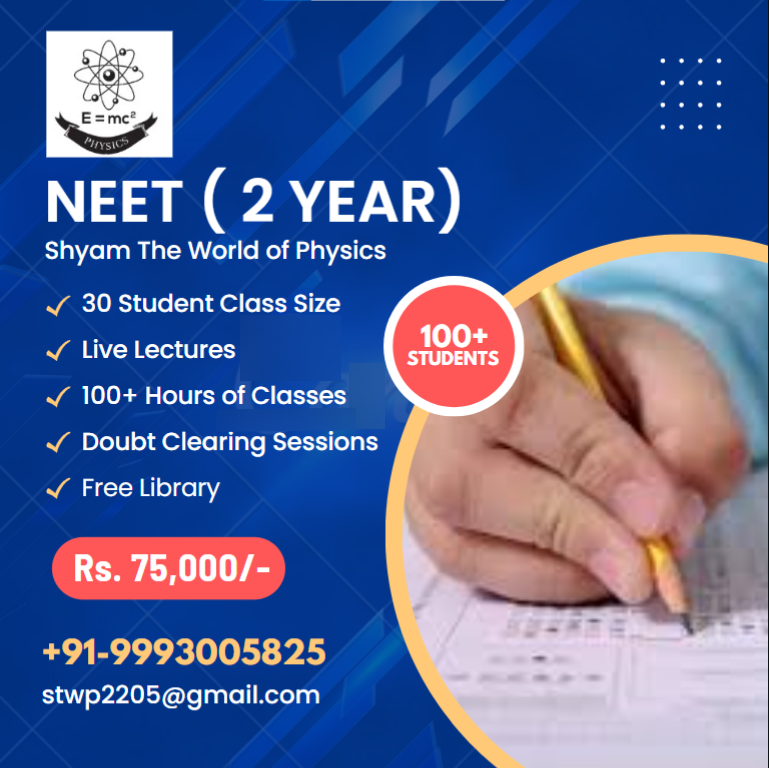 E = mc²
PHYSICS
NEET ( 2 YEAR)
Shyam The World of Physics
30 Student Class Size
Live Lectures
100+ Hours of Classes
Doubt Clearing Sessions
Free Library
100+
STUDENTS
Rs. 75,000/-
+91-9993005825
stwp2205@gmail.com